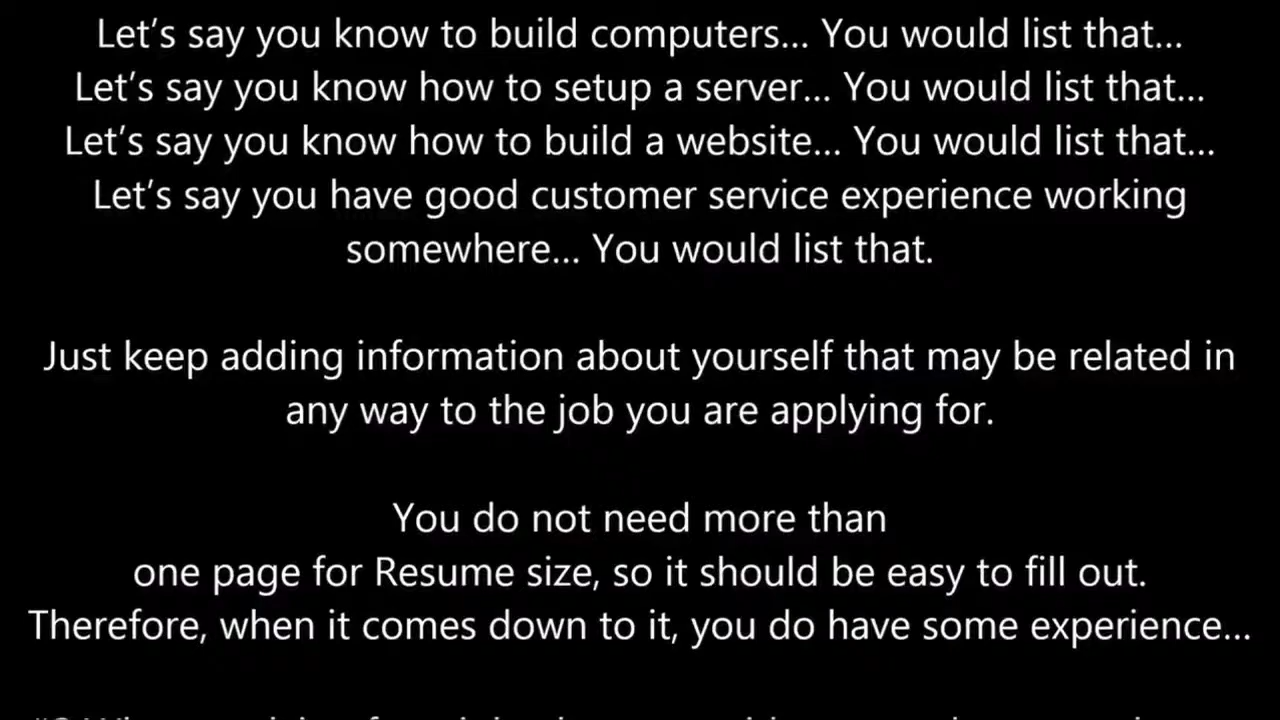 Let’s say you know to build computers... You would list that...
Let’s say you know how to setup a server... You would list that...
Let’s say you know how to build a website... You would list that...
Let’s say you have good customer service experience working
somewhere... You would list that.
Just keep adding information about yourself that may be related in
any way to the job you are applying for.
You do not need more than
one page for Resume size, so it should be easy to fill out.
Therefore, when it comes down to it, you do have some experience...